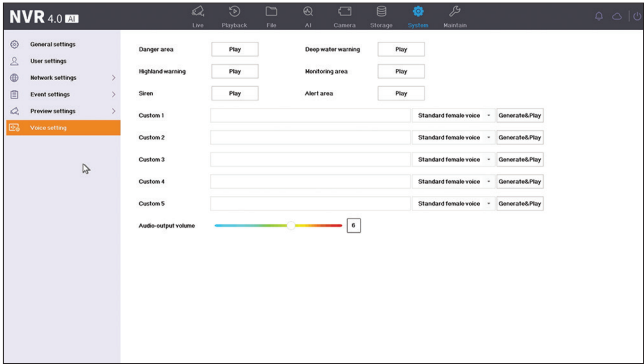 NVR 4.0 AI
Live Playback File AI Camera Storage System Maintain
General settings
User settings
Network settings
Event settings
Preview settings
Voice setting
Danger area Play Deep water warning Play
Highland warning Play Monitoring area Play
Siren Play Alert area Play
Custom 1 Standard female voice Generate&Play
Custom 2 Standard female voice Generate&Play
Custom 3 Standard female voice Generate&Play
Custom 4 Standard female voice Generate&Play
Custom 5 Standard female voice Generate&Play
Audio-output volume 6